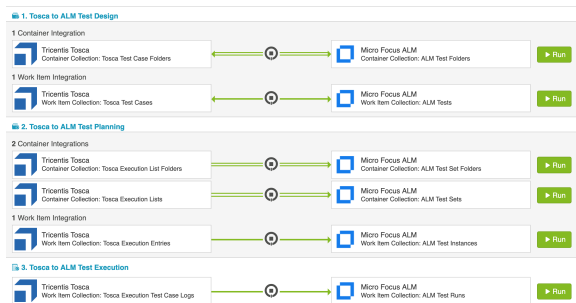 1. Tosca to ALM Test Design
1 Container Integration
Tricentis Tosca
Container Collection: Tosca Test Case Folders
Micro Focus ALM
Container Collection: ALM Test Folders
Run
1 Work Item Integration
Tricentis Tosca
Work Item Collection: Tosca Test Cases
Micro Focus ALM
Work Item Collection: ALM Tests
Run
2. Tosca to ALM Test Planning
2 Container Integrations
Tricentis Tosca
Container Collection: Tosca Execution List Folders
Micro Focus ALM
Container Collection: ALM Test Set Folders
Run
Tricentis Tosca
Container Collection: Tosca Execution Lists
Micro Focus ALM
Container Collection: ALM Test Sets
Run
1 Work Item Integration
Tricentis Tosca
Work Item Collection: Tosca Execution Entries
Micro Focus ALM
Work Item Collection: ALM Test Instances
Run
3. Tosca to ALM Test Execution
Tricentis Tosca
Work Item Collection: Tosca Execution Test Case Logs
Micro Focus ALM
Work Item Collection: ALM Test Runs
Run